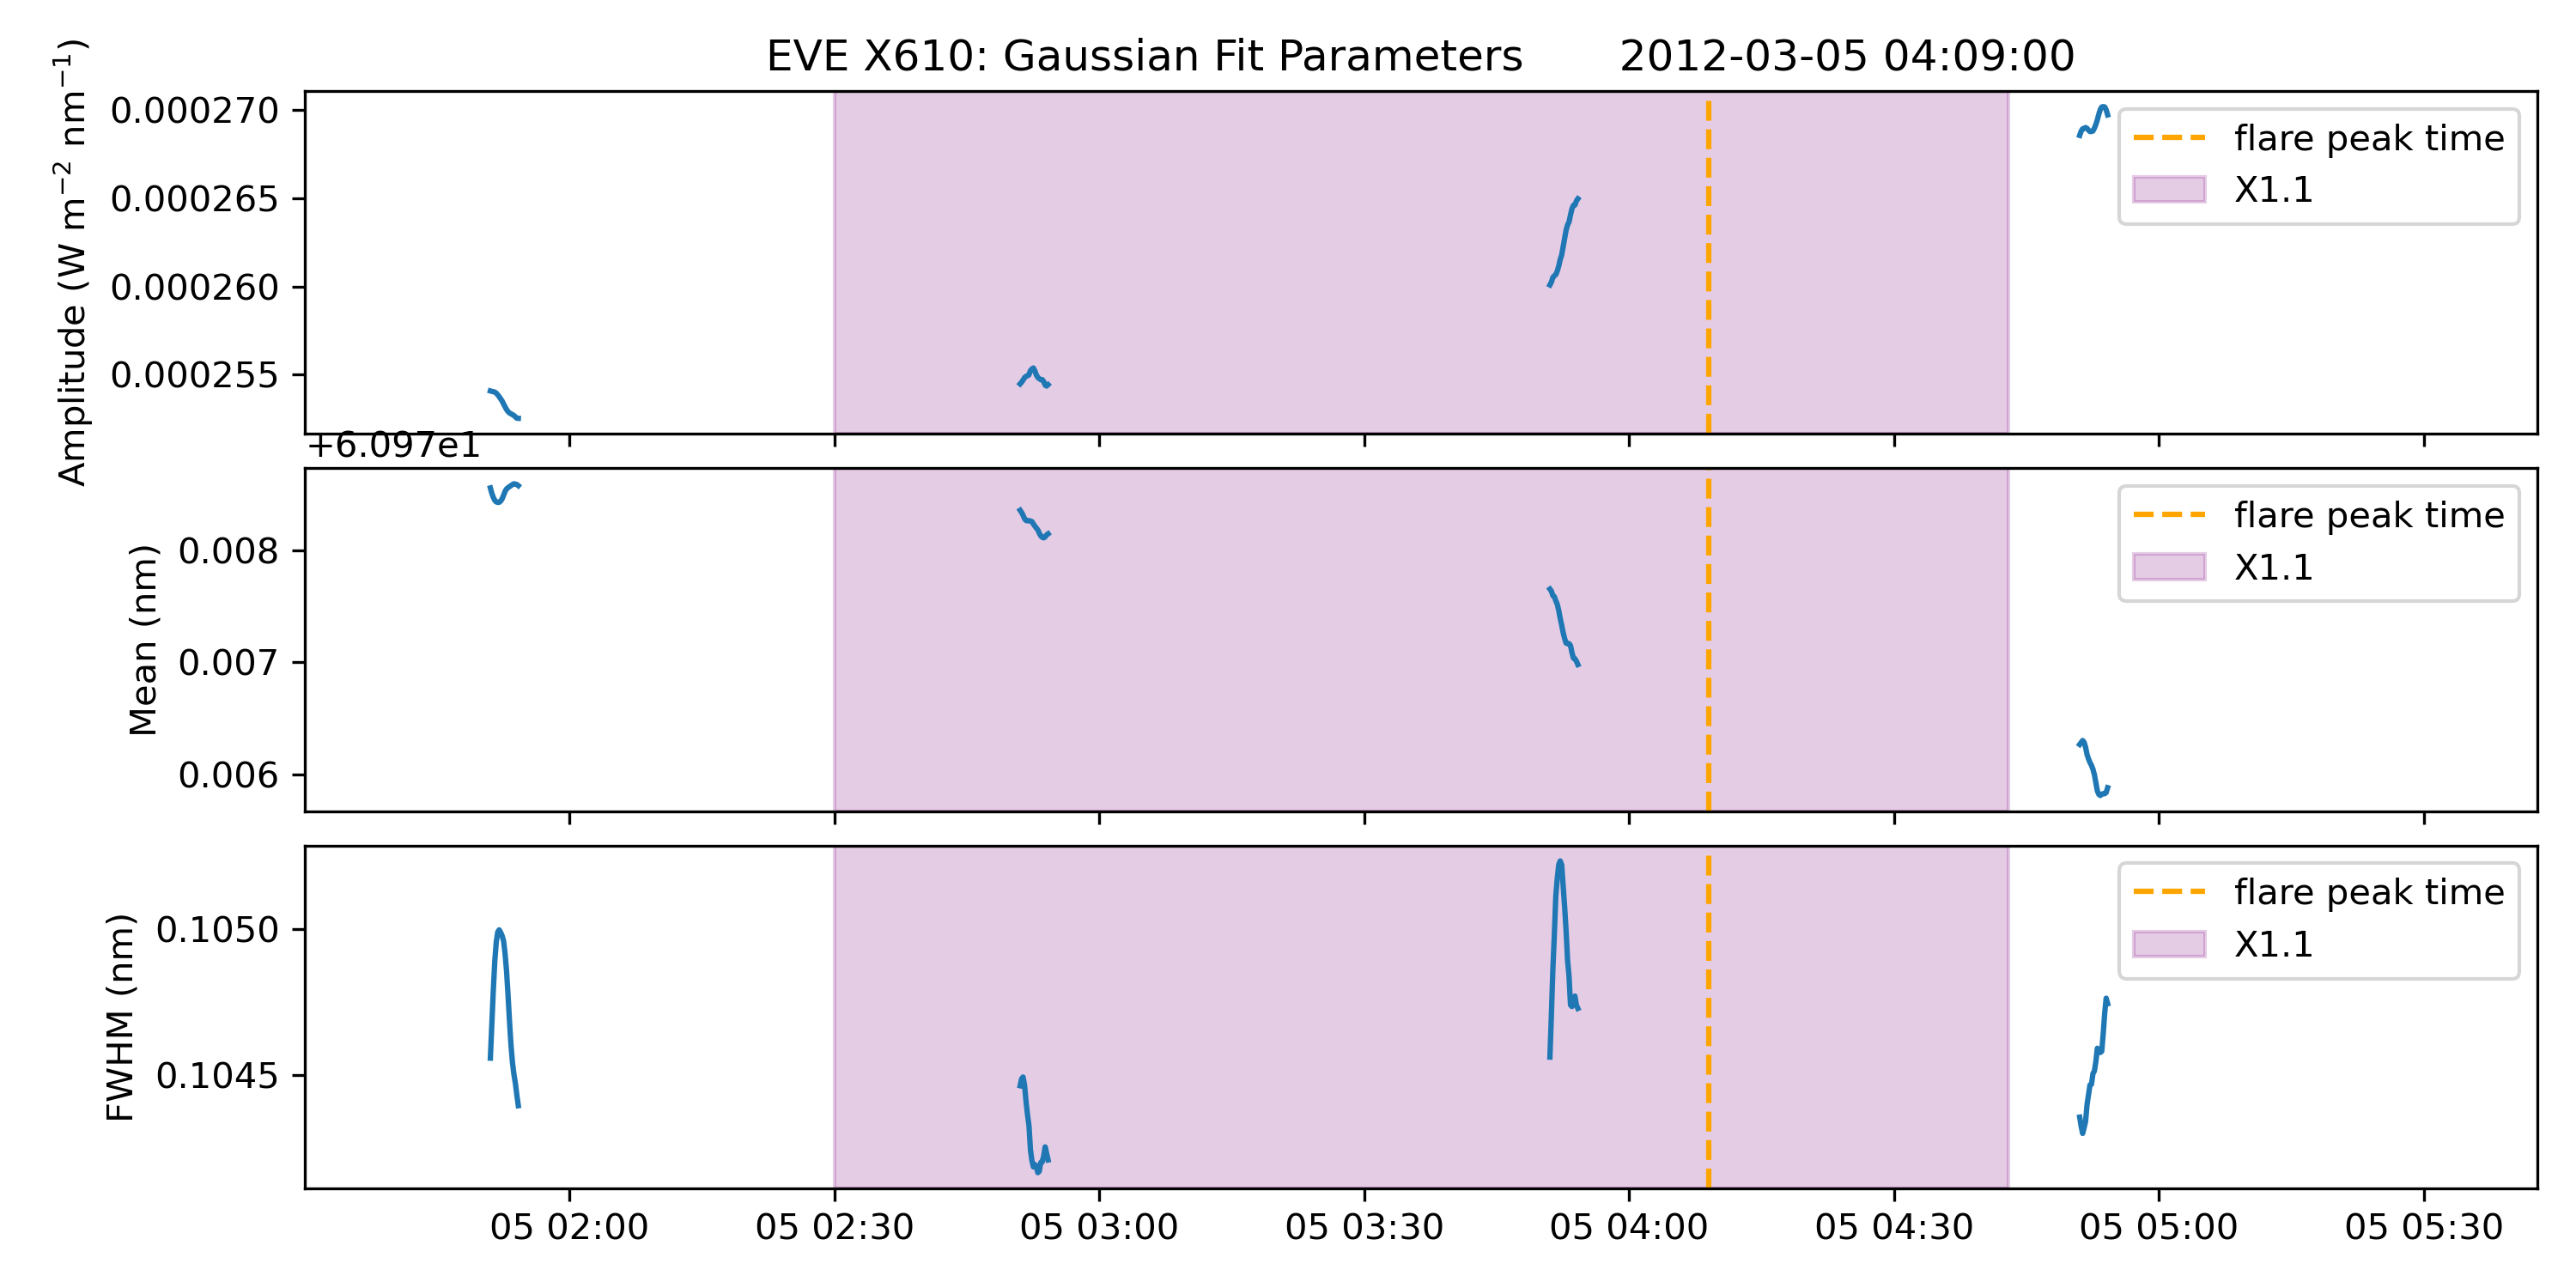 EVE X610: Gaussian Fit Parameters 2012-03-05 04:09:00
Amplitude (W m⁻² nm⁻¹)
0.000270
0.000265
0.000260
0.000255
flare peak time
X1.1
+6.097e1
Mean (nm)
0.008
0.007
0.006
flare peak time
X1.1
FWHM (nm)
0.1050
0.1045
flare peak time
X1.1
05 02:00 05 02:30 05 03:00 05 03:30 05 04:00 05 04:30 05 05:00 05 05:30